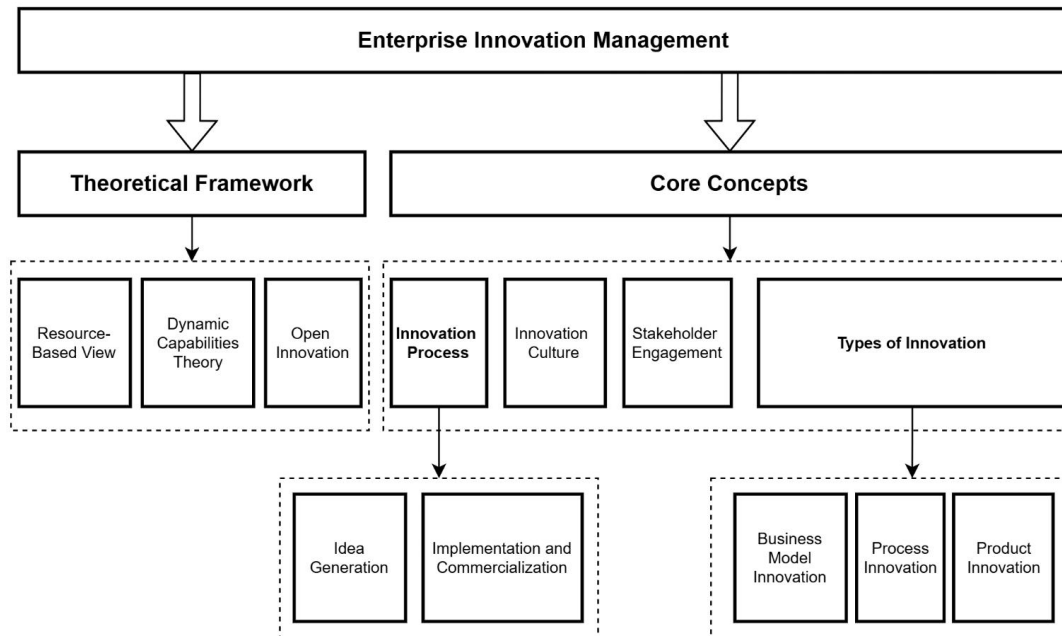 Enterprise Innovation Management
Theoretical Framework
Core Concepts
Resource-
Based View
Dynamic
Capabilities
Theory
Open
Innovation
Innovation
Process
Innovation
Culture
Stakeholder
Engagement
Types of Innovation
Idea
Generation
Implementation and
Commercialization
Business
Model
Innovation
Process
Innovation
Product
Innovation